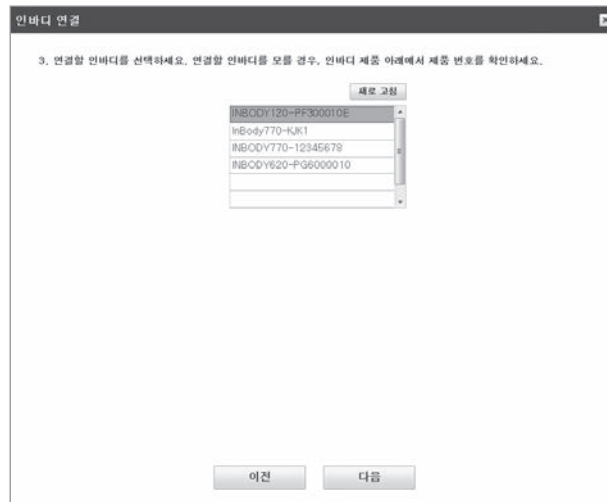 인바디 연결
3. 연결할 인바디를 선택하세요. 연결할 인바디를 모를 경우, 인바디 제품 아래에서 제품 번호를 확인하세요.
새로 고침
INBODY120-PF300010E
InBody770-KJK1
INBODY770-12345678
INBODY620-PG6000010
이전
다음